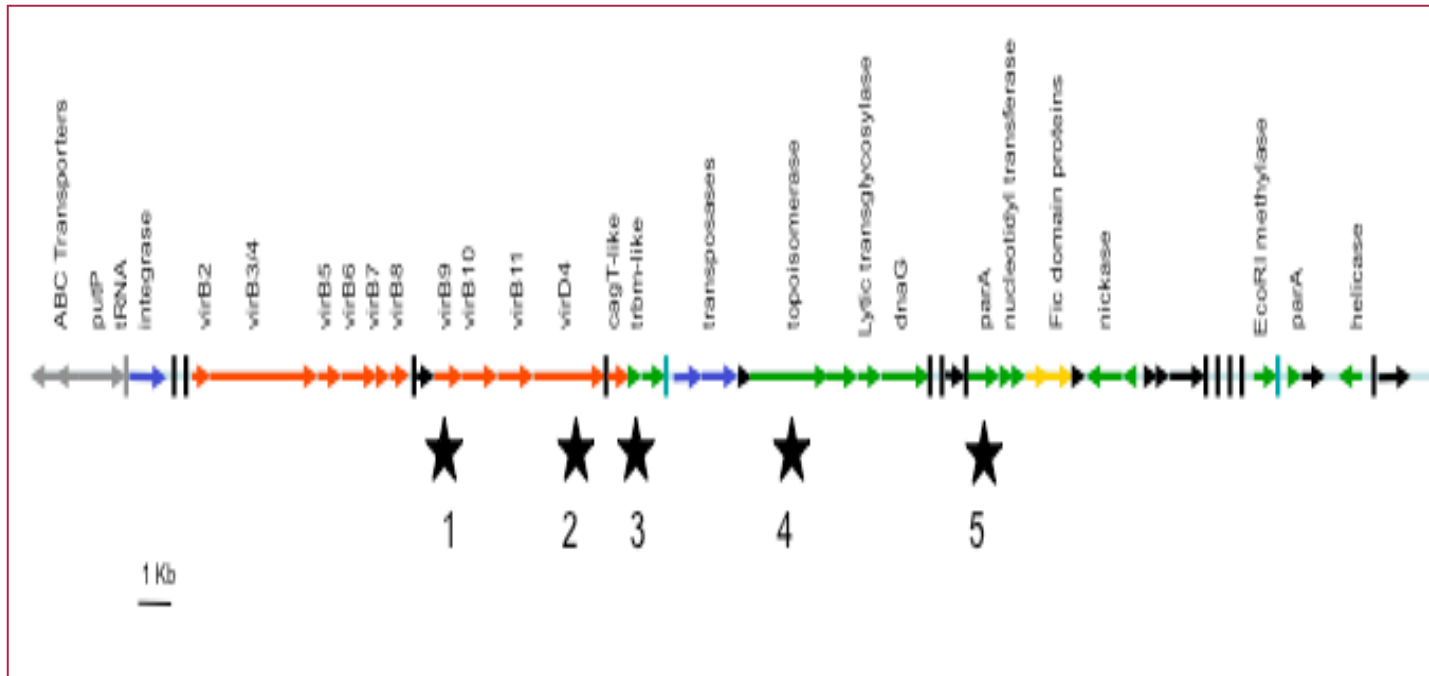 ABC Transporters
putP
tRNA
integrase
virB2
virB3/4
virB5
virB6
virB7
virB8
virB9
virB10
virB11
virD4
cagT-like
trbm-like
transposases
topoisomerase
Lytic transglycosylase
dnaG
parA
nucleotidyl transferase
Fic domain proteins
nickase
EcoRI methylase
parA
helicase
1
2
3
4
5
1 Kb